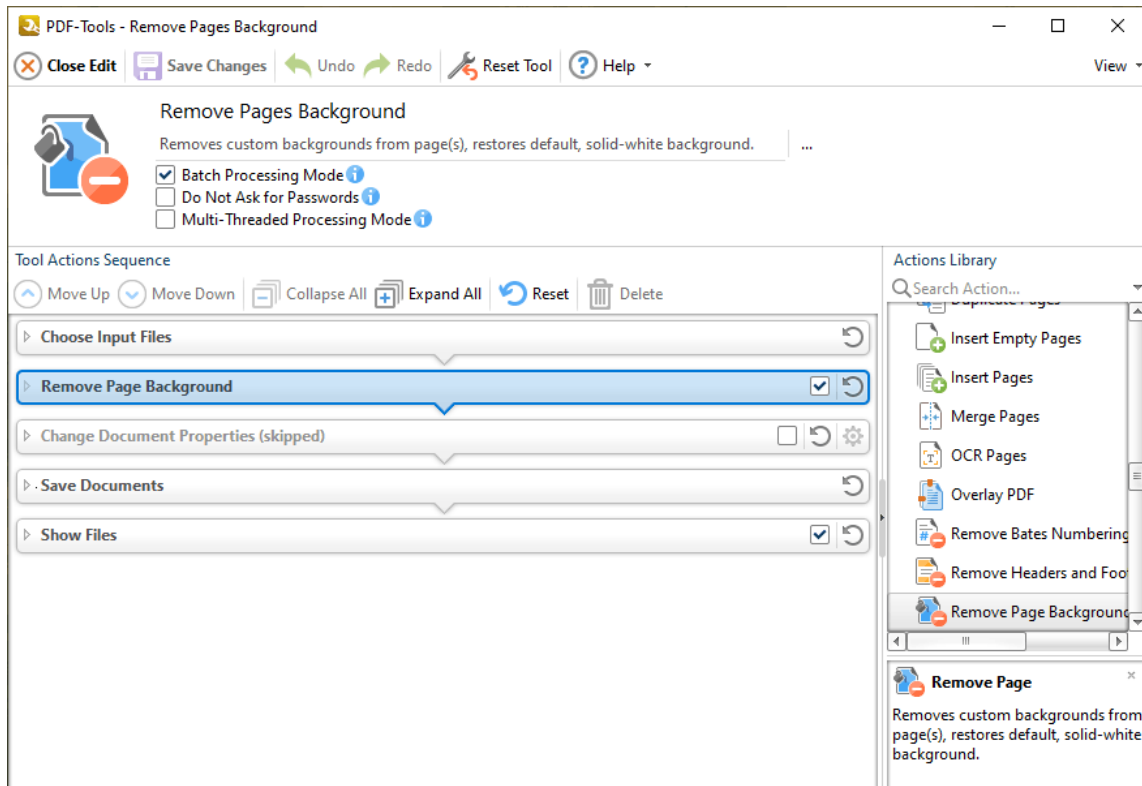 PDF-Tools - Remove Pages Background
Close Edit Save Changes Undo Redo Reset Tool Help View
Remove Pages Background
Removes custom backgrounds from page(s), restores default, solid-white background. ...
Batch Processing Mode
Do Not Ask for Passwords
Multi-Threaded Processing Mode
Tool Actions Sequence
Move Up Move Down Collapse All Expand All Reset Delete
Choose Input Files
Remove Page Background
Change Document Properties (skipped)
Save Documents
Show Files
Actions Library
Search Action...
Duplicate Pages
Insert Empty Pages
Insert Pages
Merge Pages
OCR Pages
Overlay PDF
Remove Bates Numbering
Remove Headers and Foo
Remove Page Background
Remove Page
Removes custom backgrounds from
page(s), restores default, solid-white
background.